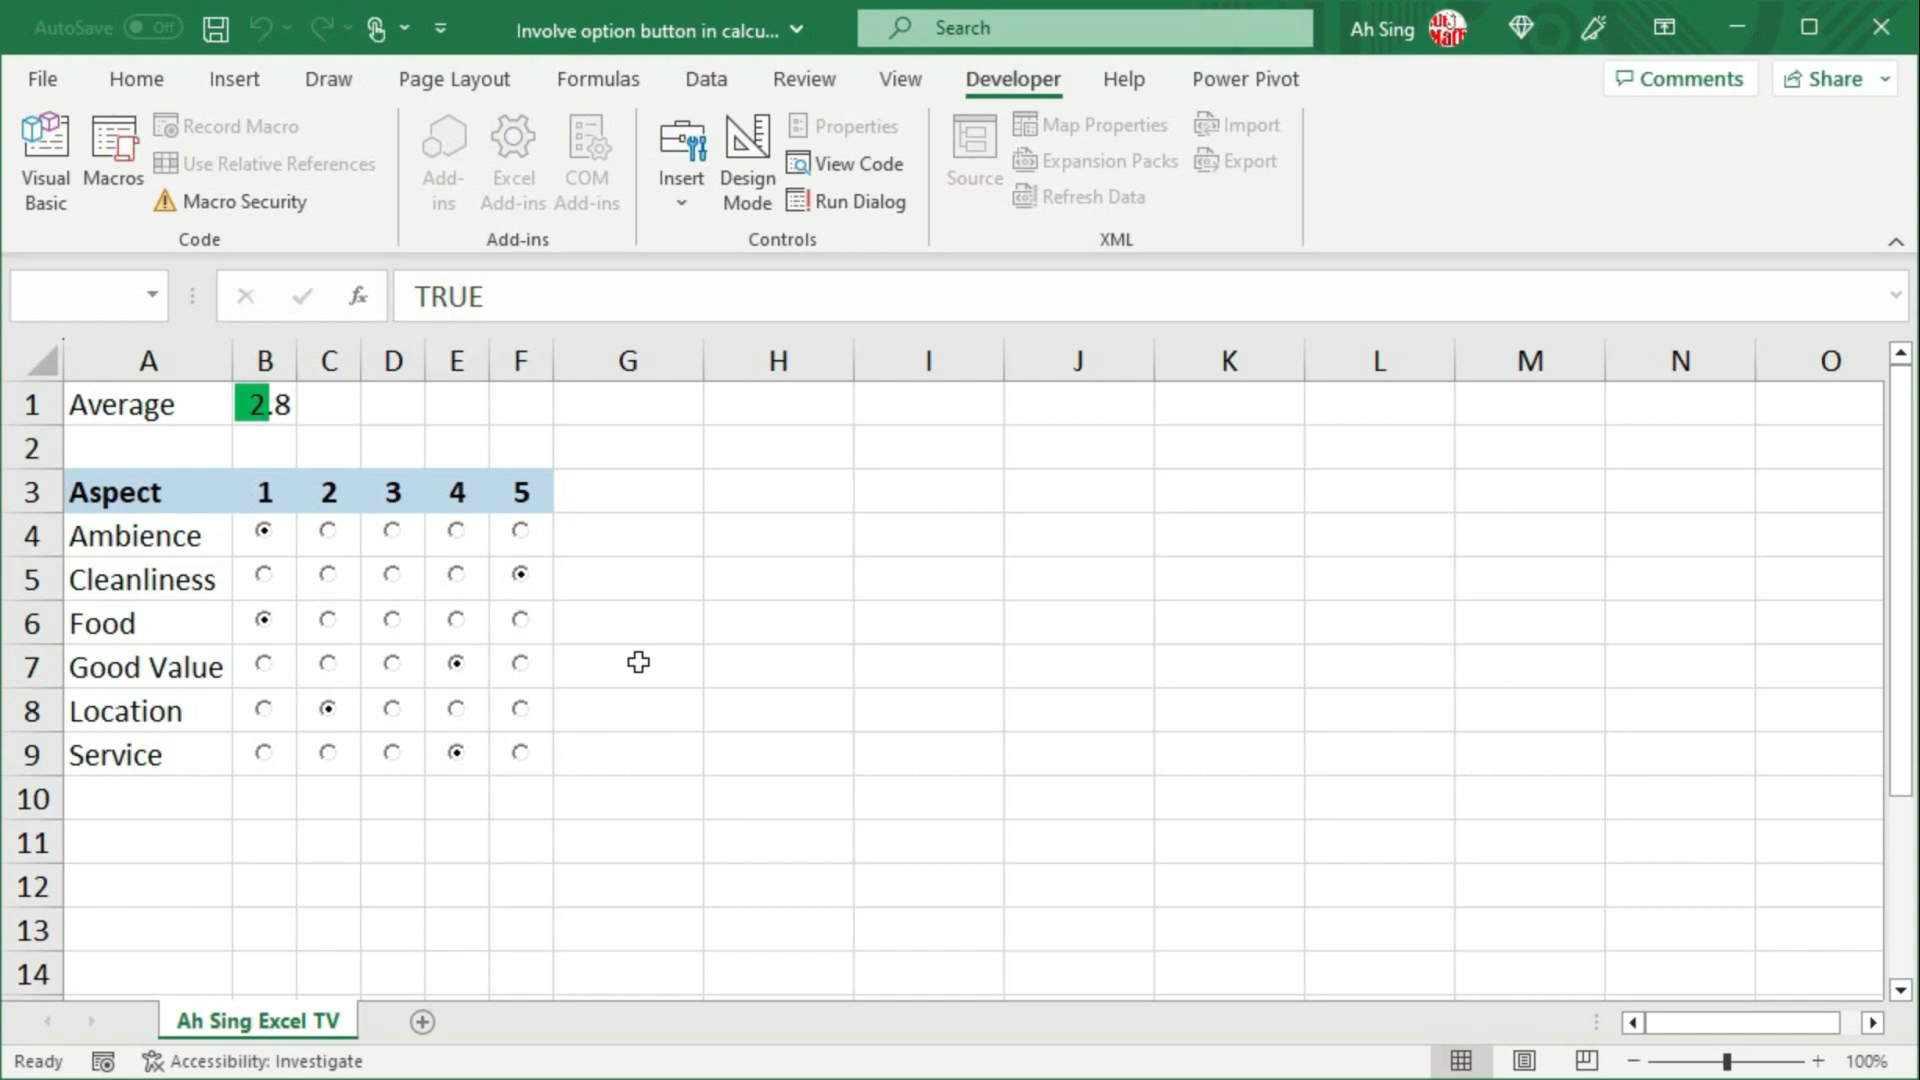 AutoSave Off Involve option button in calcu... Search Ah Sing
File Home Insert Draw Page Layout Formulas Data Review View Developer Help Power Pivot Comments Share
Visual Basic
Macros
Record Macro
Use Relative References
Macro Security
Code
Add-ins
Excel Add-ins
COM Add-ins
Add-ins
Insert
Design Mode
Properties
View Code
Run Dialog
Controls
Source
Map Properties
Expansion Packs
Refresh Data
Import
Export
XML
fx TRUE
A B C D E F G H I J K L M N O
1 Average 2.8
2
3 Aspect 1 2 3 4 5
4 Ambience
5 Cleanliness
6 Food
7 Good Value
8 Location
9 Service
10
11
12
13
14
Ah Sing Excel TV
Ready Accessibility: Investigate 100%